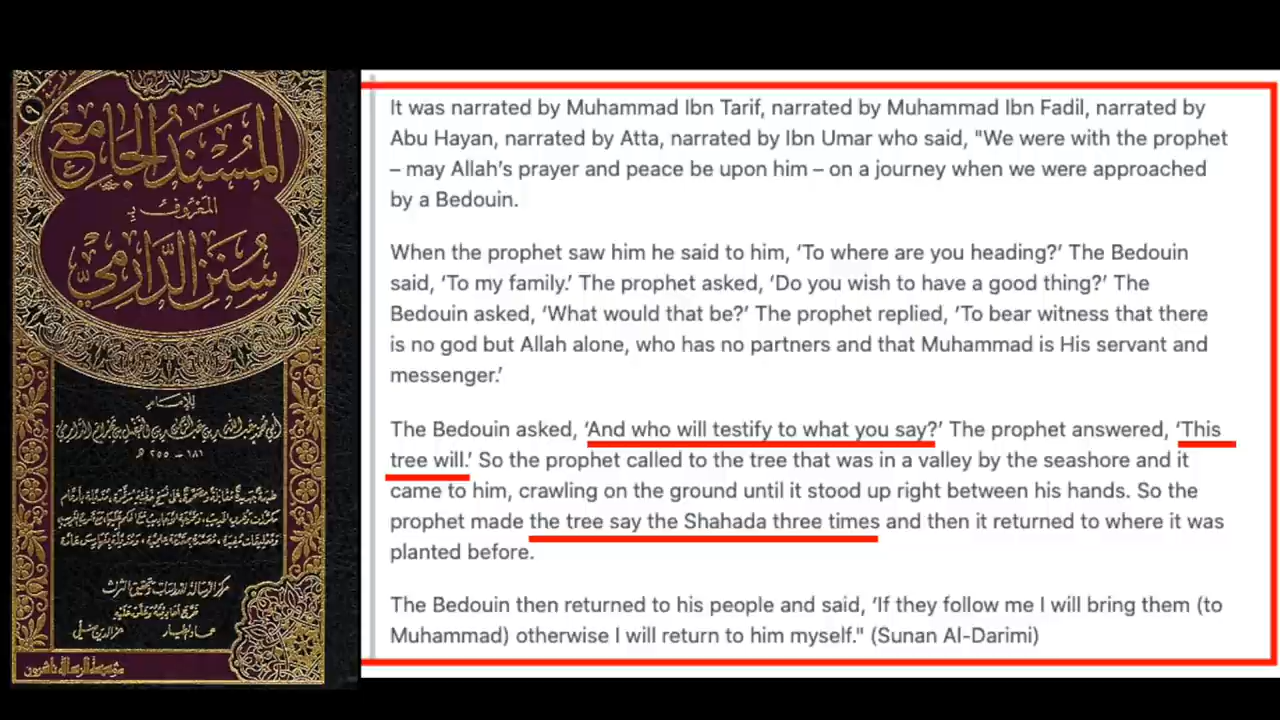 ٩
المسند الجامع
المعروف بـ
سنن الدارمي
للإمام
١٨١ - ٢٥٥ هـ
مؤسسة الرسالة ناشرون
It was narrated by Muhammad Ibn Tarif, narrated by Muhammad Ibn Fadil, narrated by
Abu Hayan, narrated by Atta, narrated by Ibn Umar who said, "We were with the prophet
– may Allah's prayer and peace be upon him – on a journey when we were approached
by a Bedouin.
When the prophet saw him he said to him, ‘To where are you heading?’ The Bedouin
said, ‘To my family.’ The prophet asked, ‘Do you wish to have a good thing?’ The
Bedouin asked, ‘What would that be?’ The prophet replied, ‘To bear witness that there
is no god but Allah alone, who has no partners and that Muhammad is His servant and
messenger.’
The Bedouin asked, ‘And who will testify to what you say?’ The prophet answered, ‘This
tree will.’ So the prophet called to the tree that was in a valley by the seashore and it
came to him, crawling on the ground until it stood up right between his hands. So the
prophet made the tree say the Shahada three times and then it returned to where it was
planted before.
The Bedouin then returned to his people and said, ‘If they follow me I will bring them (to
Muhammad) otherwise I will return to him myself." (Sunan Al-Darimi)